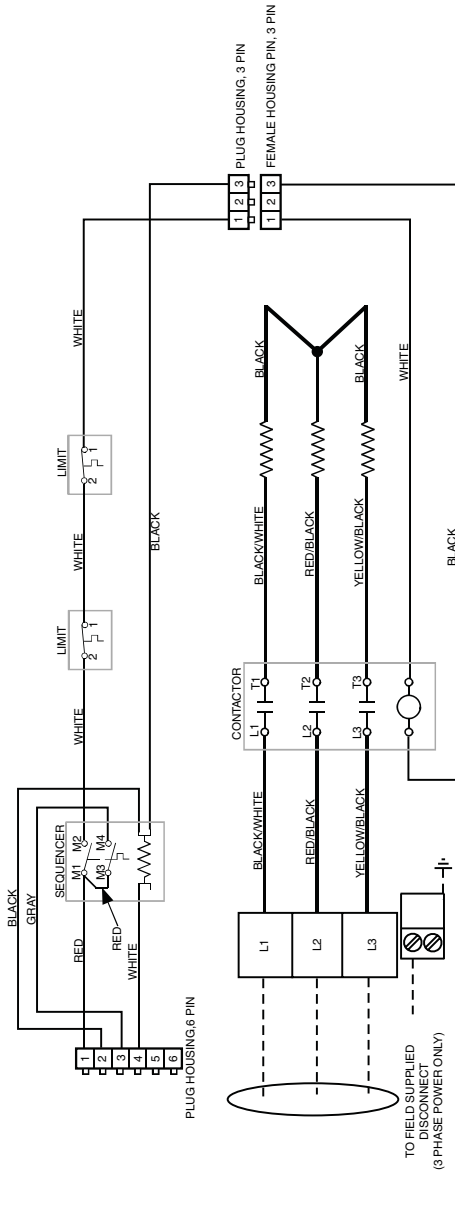 BLACK
GRAY
RED
RED
WHITE
SEQUENCER
M1 M2
M3 M4
WHITE
LIMIT
2 1
WHITE
LIMIT
2 1
WHITE
BLACK
1
2
3
4
5
6
PLUG HOUSING,6 PIN
1 2 3
PLUG HOUSING, 3 PIN
1 2 3
FEMALE HOUSING PIN, 3 PIN
CONTACTOR
L1
BLACK/WHITE
L1 T1
BLACK/WHITE
BLACK
L2
RED/BLACK
L2 T2
RED/BLACK
L3
YELLOW/BLACK
L3 T3
YELLOW/BLACK
BLACK
WHITE
BLACK
TO FIELD SUPPLIED
DISCONNECT
(3 PHASE POWER ONLY)